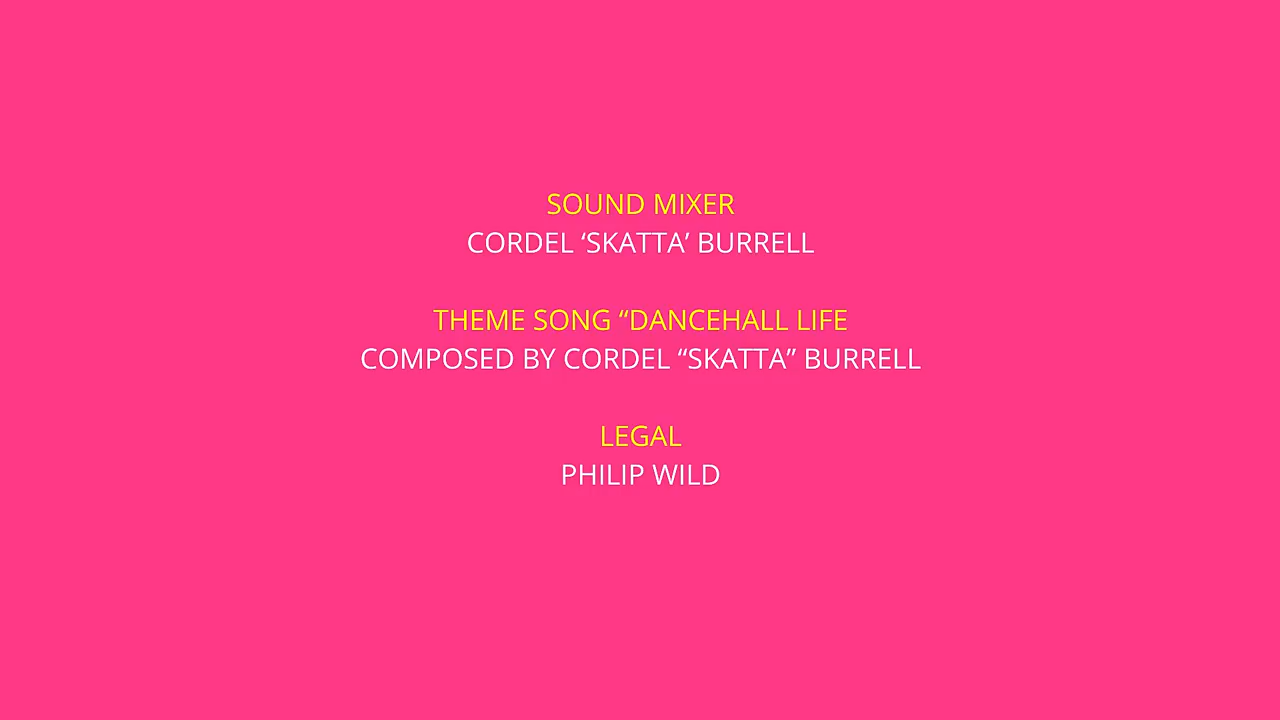 SOUND MIXER
CORDEL ‘SKATTA’ BURRELL
THEME SONG “DANCEHALL LIFE
COMPOSED BY CORDEL “SKATTA” BURRELL
LEGAL
PHILIP WILD